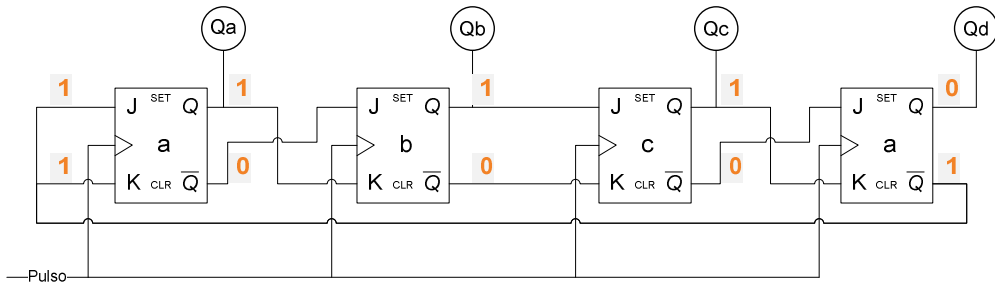 Qa Qb Qc Qd
1 1 1 1 0
J SET Q J SET Q J SET Q J SET Q
a b c a
1 0 0 0 1
K CLR Q̅ K CLR Q̅ K CLR Q̅ K CLR Q̅
Pulso